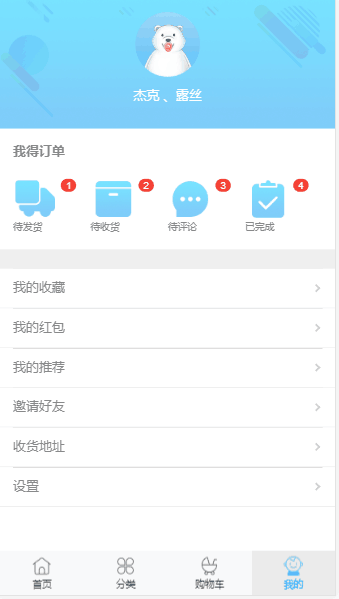 杰克 、露丝
我得订单
1 2 3 4
待发货 待收货 待评论 已完成
我的收藏
我的红包
我的推荐
邀请好友
收货地址
设置
首页 分类 购物车 我的